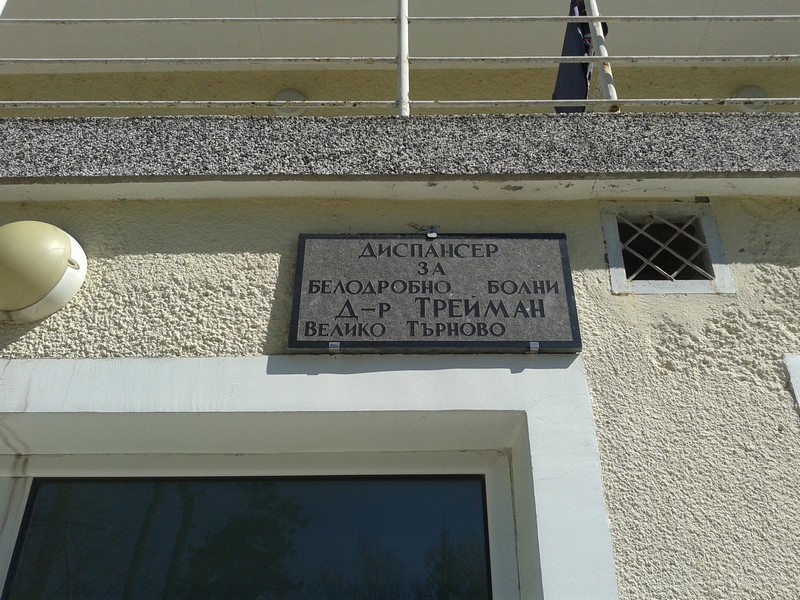 ДИСПАНСЕР
ЗА
БЕЛОДРОБНО БОЛНИ
Д-р ТРЕЙМАН
ВЕЛИКО ТЪРНОВО